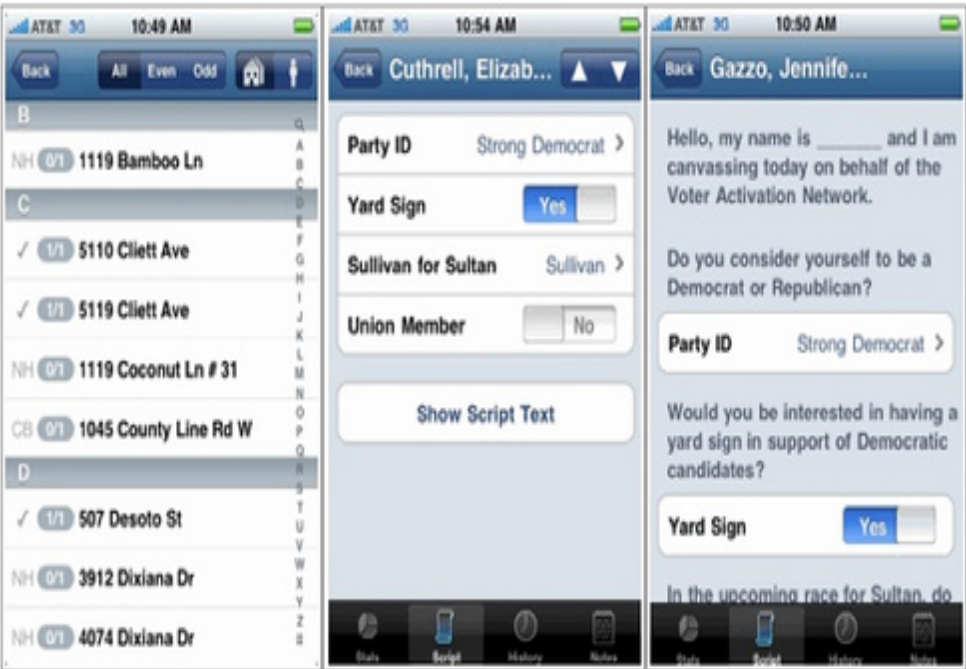 AT&T 3G 10:49 AM
Back All Even Odd
B
NH 0/1 1119 Bamboo Ln
C
✓ 1/1 5110 Cliett Ave
✓ 1/1 5119 Cliett Ave
NH 0/1 1119 Coconut Ln # 31
CB 0/1 1045 County Line Rd W
D
✓ 1/1 507 Desoto St
NH 0/1 3912 Dixiana Dr
NH 0/1 4074 Dixiana Dr
A
B
C
D
E
F
G
H
I
J
K
L
M
N
O
P
Q
R
S
T
U
V
W
X
Y
Z
#
AT&T 3G 10:54 AM
Back Cuthrell, Elizab...
Party ID Strong Democrat >
Yard Sign Yes
Sullivan for Sultan Sullivan >
Union Member No
Show Script Text
Stats Script History Notes
AT&T 3G 10:50 AM
Back Gazzo, Jennife...
Hello, my name is ______ and I am
canvassing today on behalf of the
Voter Activation Network.
Do you consider yourself to be a
Democrat or Republican?
Party ID Strong Democrat >
Would you be interested in having a
yard sign in support of Democratic
candidates?
Yard Sign Yes
In the upcoming race for Sultan, do
Stats Script History Notes